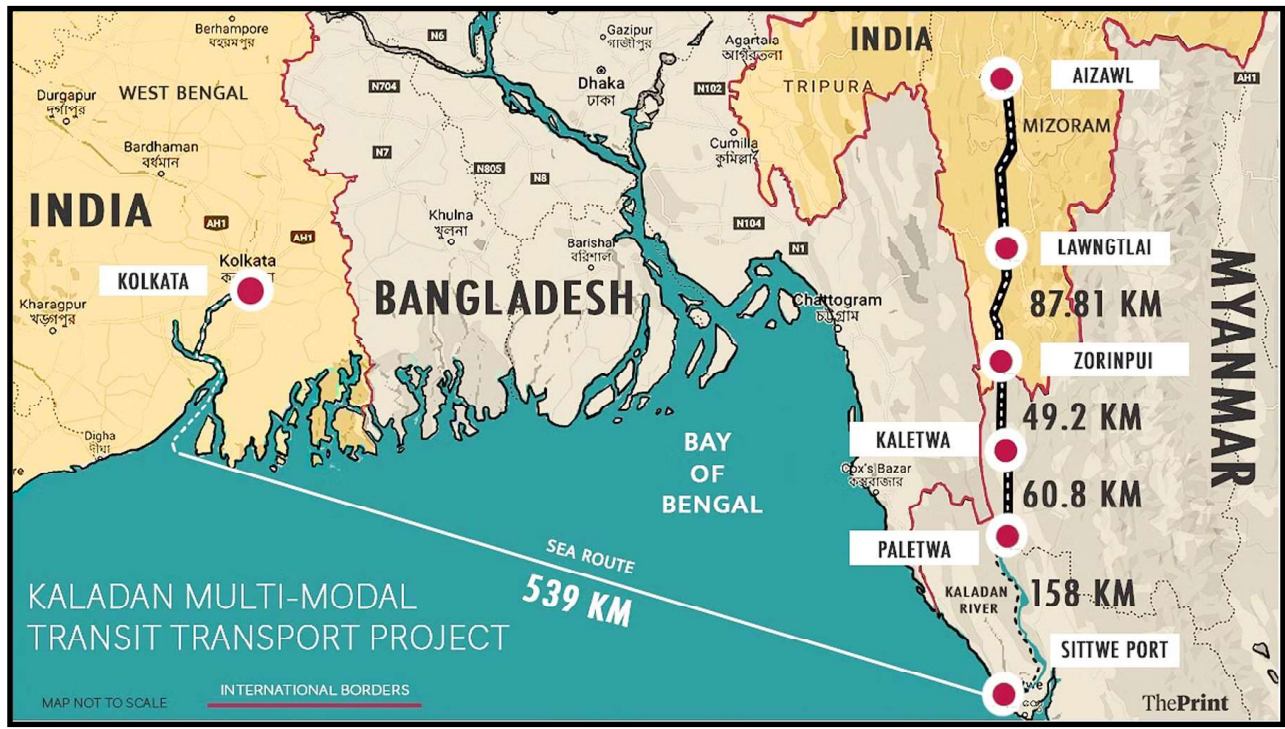 Berhampore
বহরমপুর
N6
Gazipur
গাজীপুর
Agartala
আগরতলা
INDIA
AIZAWL
AH1
Durgapur
দুর্গাপুর
WEST BENGAL
N704
Dhaka
ঢাকা
N102
TRIPURA
MIZORAM
Bardhaman
বর্ধমান
N7
N805
N8
Cumilla
কুমিল্লা
INDIA
AH1
AH1
Khulna
খুলনা
Barishal
বরিশাল
N104
N1
LAWNGTLAI
KOLKATA
Kolkata
Kharagpur
খড়গপুর
BANGLADESH
Chattogram
চট্টগ্রাম
87.81 KM
MYANMAR
ZORINPUI
Digha
দীঘা
BAY
OF
BENGAL
KALETWA
49.2 KM
Cox's Bazar
কক্সবাজার
60.8 KM
PALETWA
SEA ROUTE
539 KM
KALADAN
RIVER
158 KM
KALADAN MULTI-MODAL
TRANSIT TRANSPORT PROJECT
SITTWE PORT
MAP NOT TO SCALE
INTERNATIONAL BORDERS
ThePrint